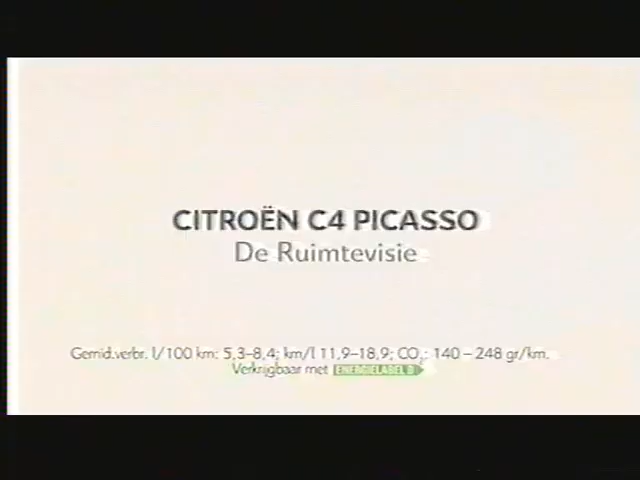 CITROËN C4 PICASSO
De Ruimtevisie
Gemid.verbr. l/100 km: 5,3–8,4; km/l 11,9–18,9; CO₂: 140 – 248 gr/km.
Verkrijgbaar met ENERGIELABEL B